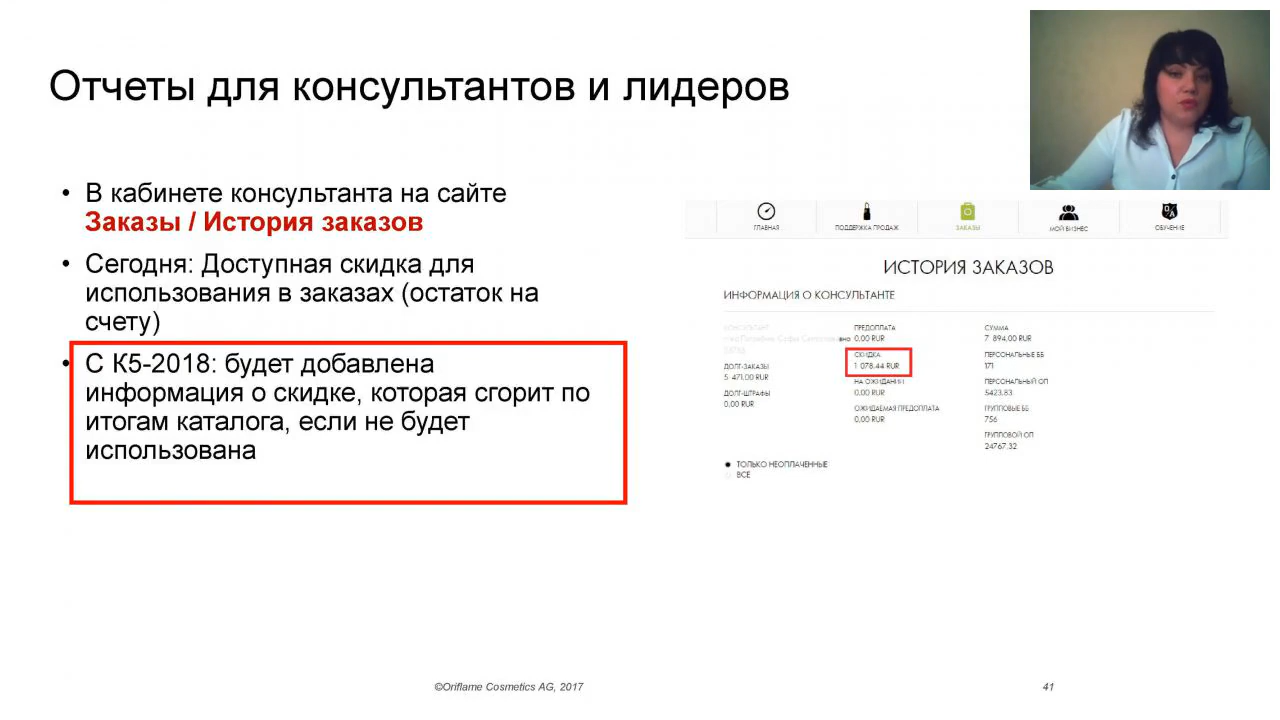 Отчеты для консультантов и лидеров
• В кабинете консультанта на сайте
Заказы / История заказов
• Сегодня: Доступная скидка для
использования в заказах (остаток на
счету)
• С К5-2018: будет добавлена
информация о скидке, которая сгорит по
итогам каталога, если не будет
использована
ГЛАВНАЯ
ПОДДЕРЖКА ПРОДАЖ
ЗАКАЗЫ
МОЙ БИЗНЕС
ОБУЧЕНИЕ
ИСТОРИЯ ЗАКАЗОВ
ИНФОРМАЦИЯ О КОНСУЛЬТАНТЕ
КОНСУЛЬТАНТ
ДОЛГ-ЗАКАЗЫ
5 471.00 RUR
ДОЛГ-ШТРАФЫ
0,00 RUR
ПРЕДОПЛАТА
0,00 RUR
СКИДКА
1 078.44 RUR
НА ОЖИДАНИИ
0,00 RUR
ОЖИДАЕМАЯ ПРЕДОПЛАТА
0,00 RUR
СУММА
7 894,00 RUR
ПЕРСОНАЛЬНЫЕ ББ
171
ПЕРСОНАЛЬНЫЙ ОП
5423.83
ГРУППОВЫЕ ББ
756
ГРУППОВОЙ ОП
24767.32
ТОЛЬКО НЕОПЛАЧЕННЫЕ
ВСЕ
©Oriflame Cosmetics AG, 2017
41